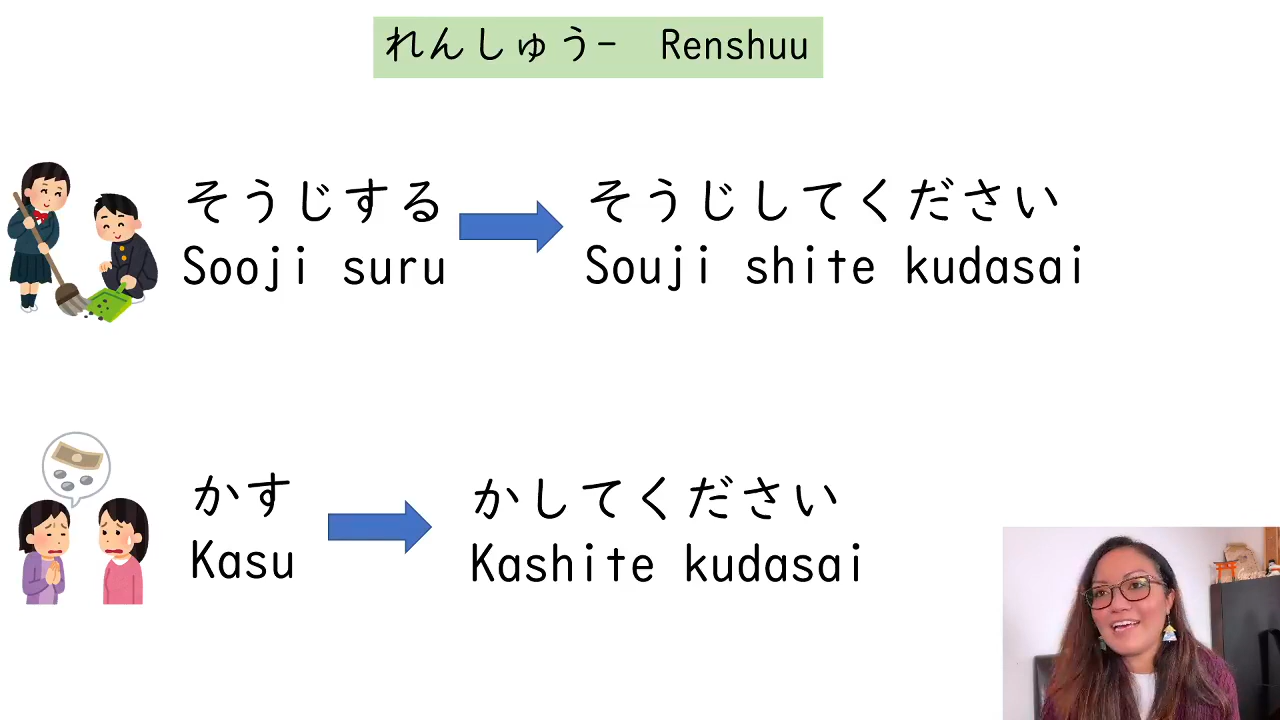 れんしゅう- Renshuu
そうじする
Sooji suru
そうじしてください
Souji shite kudasai
かす
Kasu
かしてください
Kashite kudasai